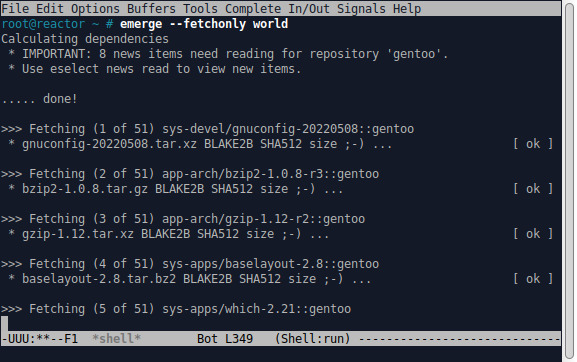 File Edit Options Buffers Tools Complete In/Out Signals Help
root@reactor ~ # emerge --fetchonly world
Calculating dependencies
 * IMPORTANT: 8 news items need reading for repository 'gentoo'.
 * Use eselect news read to view new items.
..... done!
>>> Fetching (1 of 51) sys-devel/gnuconfig-20220508::gentoo
 * gnuconfig-20220508.tar.xz BLAKE2B SHA512 size ;-) ... [ ok ]
>>> Fetching (2 of 51) app-arch/bzip2-1.0.8-r3::gentoo
 * bzip2-1.0.8.tar.gz BLAKE2B SHA512 size ;-) ... [ ok ]
>>> Fetching (3 of 51) app-arch/gzip-1.12-r2::gentoo
 * gzip-1.12.tar.xz BLAKE2B SHA512 size ;-) ... [ ok ]
>>> Fetching (4 of 51) sys-apps/baselayout-2.8::gentoo
 * baselayout-2.8.tar.bz2 BLAKE2B SHA512 size ;-) ... [ ok ]
>>> Fetching (5 of 51) sys-apps/which-2.21::gentoo
-UUU:**--F1  *shell*        Bot L349   (Shell:run) -----------------------------